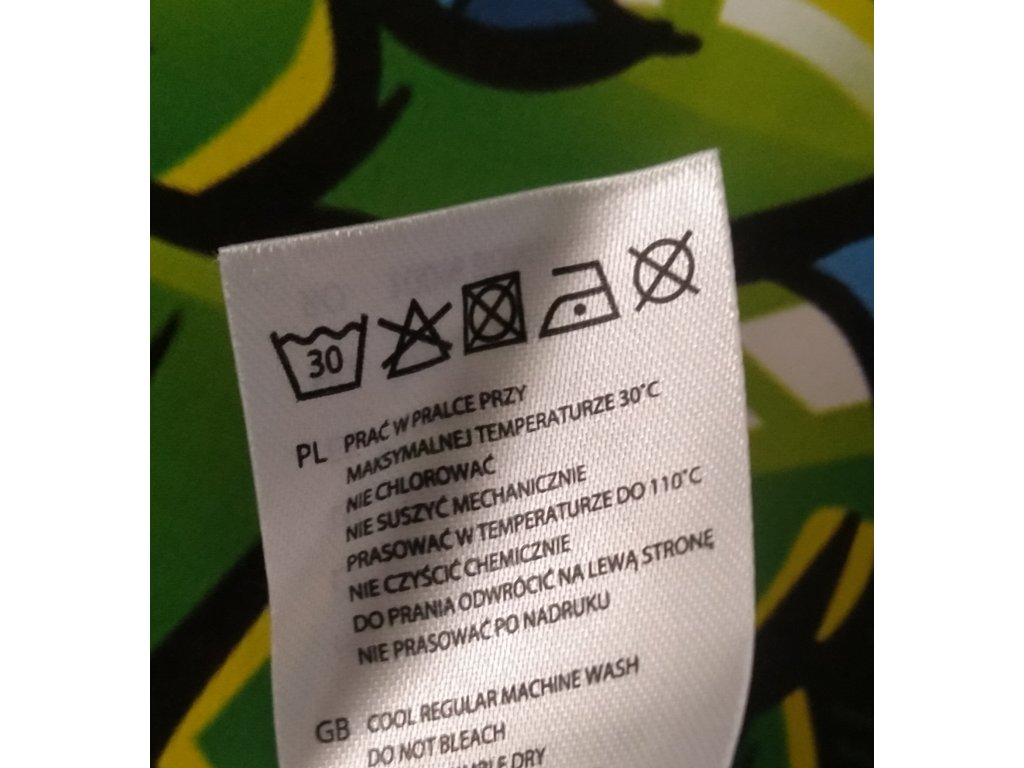 30
PL PRAĆ W PRALCE PRZY
MAKSYMALNEJ TEMPERATURZE 30°C
NIE CHLOROWAĆ
NIE SUSZYĆ MECHANICZNIE
PRASOWAĆ W TEMPERATURZE DO 110°C
NIE CZYŚCIĆ CHEMICZNIE
DO PRANIA ODWRÓCIĆ NA LEWĄ STRONĘ
NIE PRASOWAĆ PO NADRUKU
GB COOL REGULAR MACHINE WASH
DO NOT BLEACH
DRY